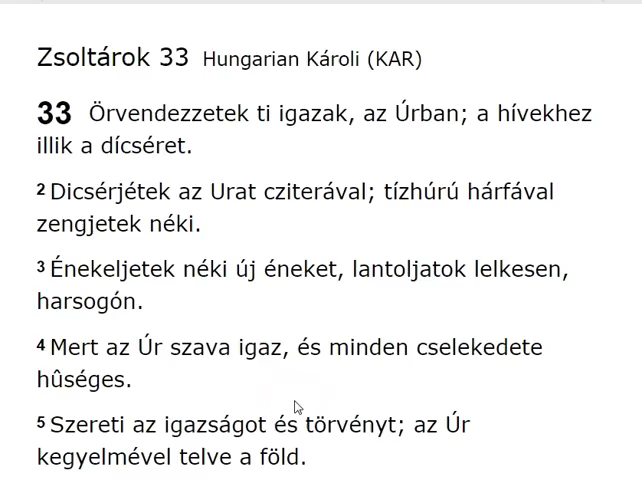 Zsoltárok 33 Hungarian Károli (KAR)
33 Örvendezzetek ti igazak, az Úrban; a hívekhez
illik a dícséret.
2 Dicsérjétek az Urat cziterával; tízhúrú hárfával
zengjetek néki.
3 Énekeljetek néki új éneket, lantoljatok lelkesen,
harsogón.
4 Mert az Úr szava igaz, és minden cselekedete
hûséges.
5 Szereti az igazságot és törvényt; az Úr
kegyelmével telve a föld.